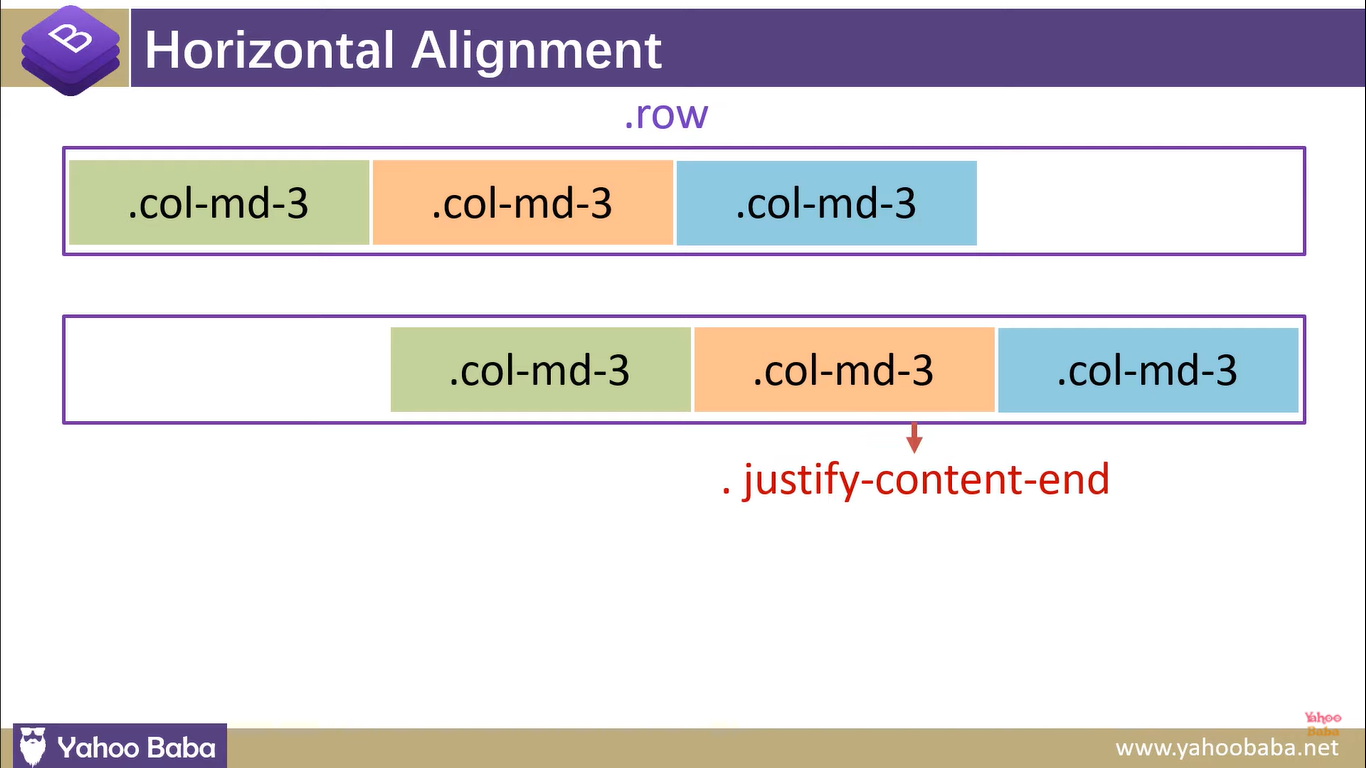 B
Horizontal Alignment
.row
.col-md-3 .col-md-3 .col-md-3
.col-md-3 .col-md-3 .col-md-3
. justify-content-end
Yahoo
Baba
Yahoo Baba
www.yahoobaba.net